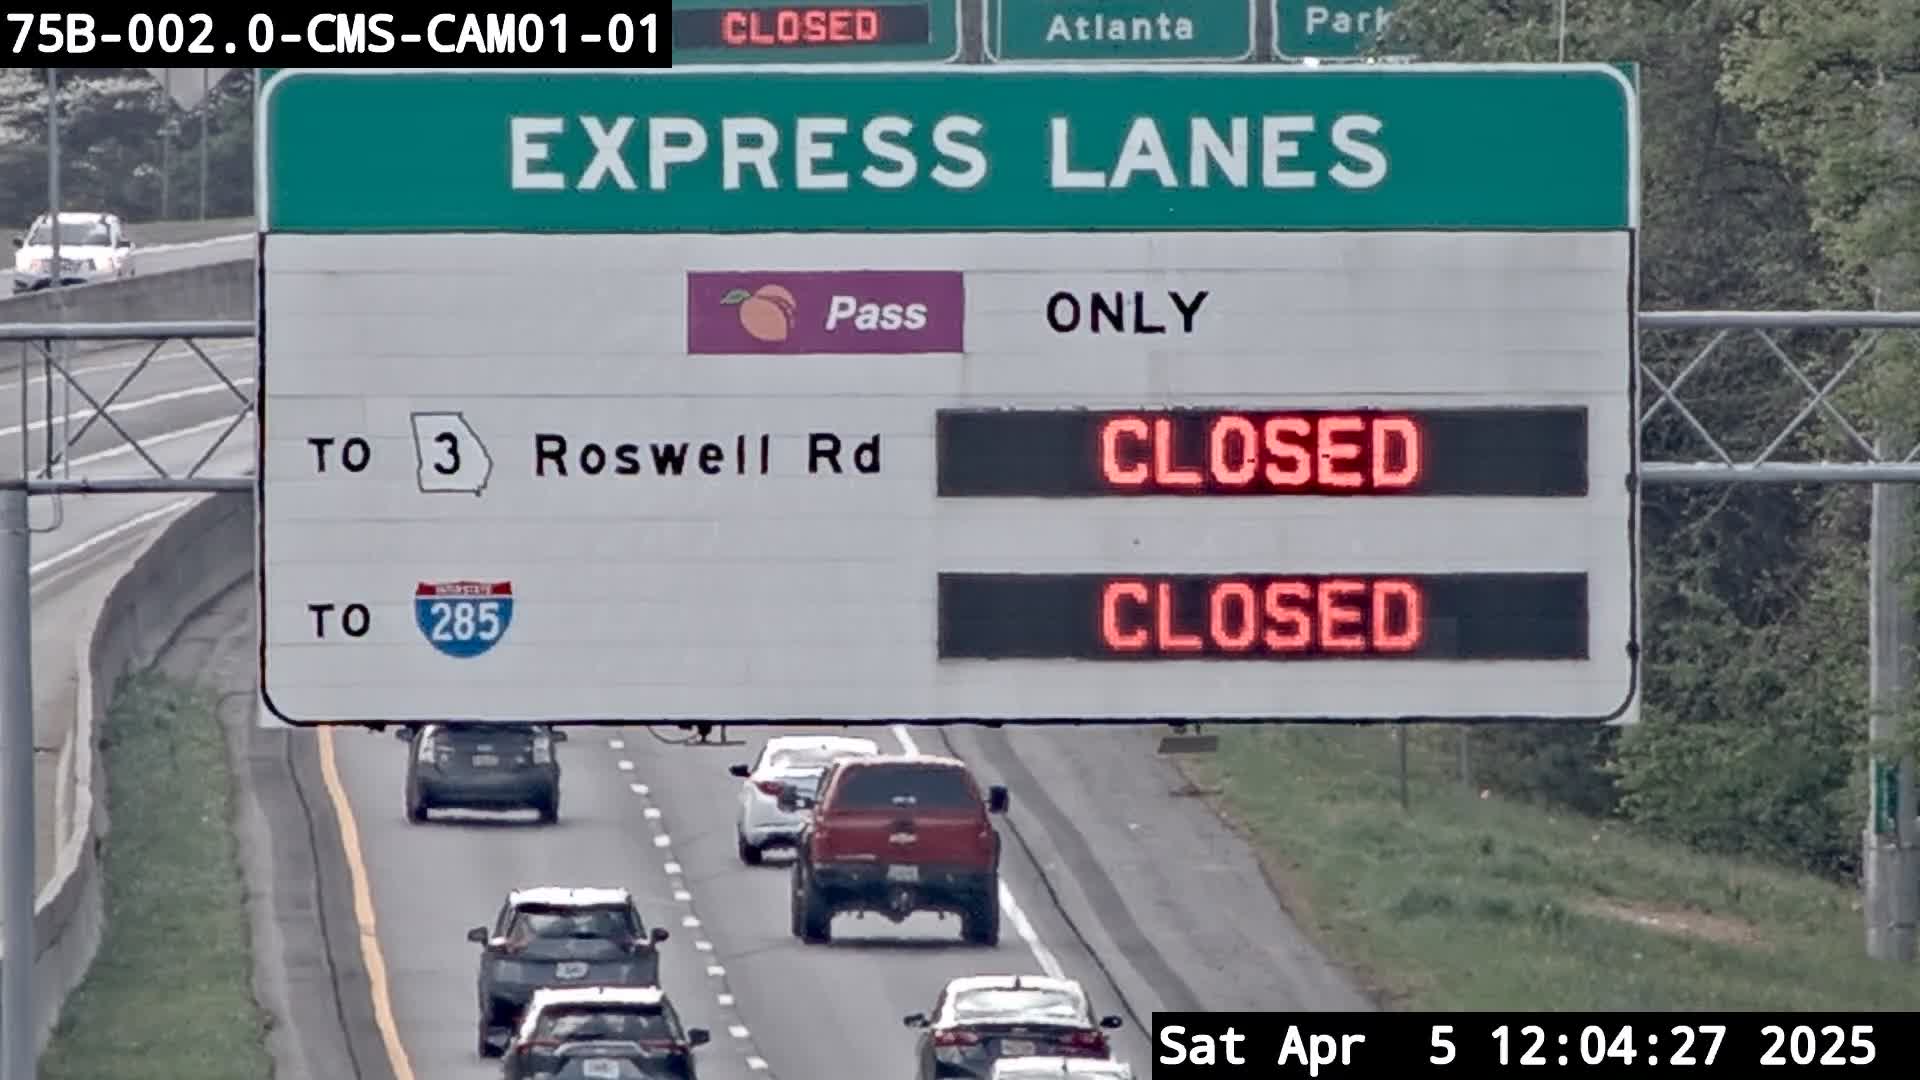 75B-002.0-CMS-CAM01-01
CLOSED
Atlanta
Park
EXPRESS LANES
Pass ONLY
TO 3 Roswell Rd CLOSED
INTERSTATE
TO 285 CLOSED
Sat Apr 5 12:04:27 2025